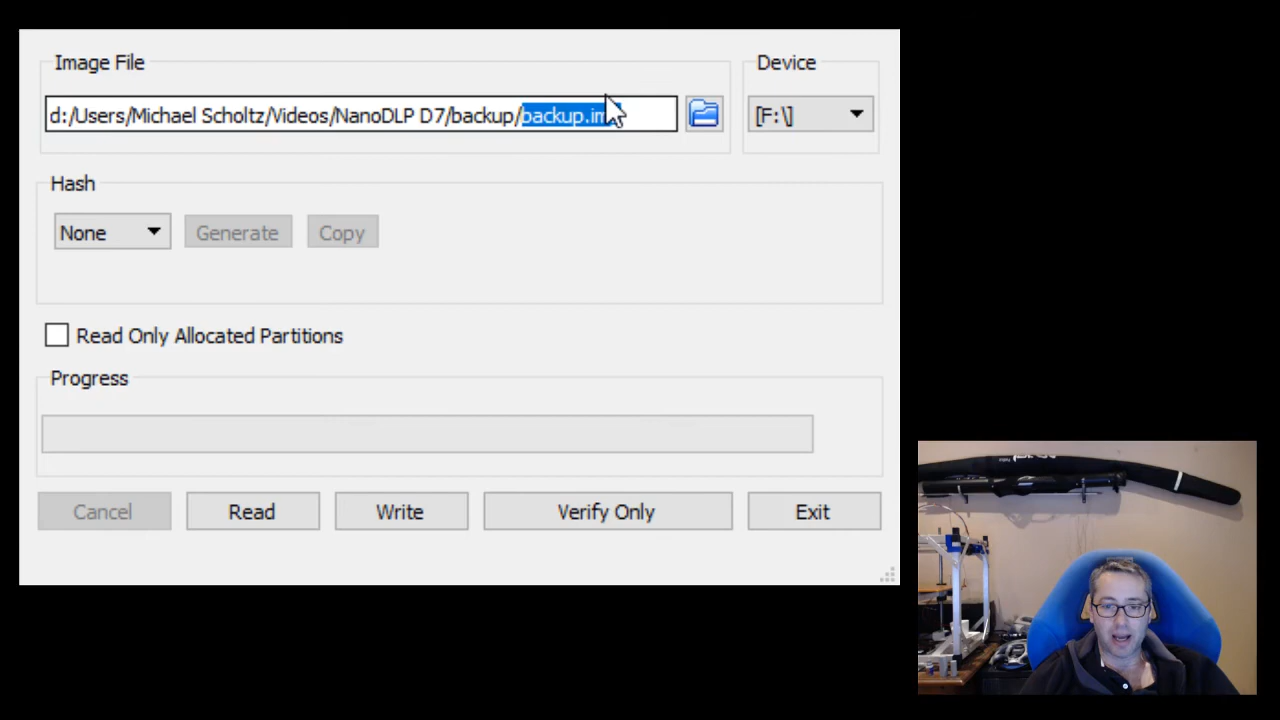 Image File
Device
d:/Users/Michael Scholtz/Videos/NanoDLP D7/backup/backup.im
[F:\]
Hash
None
Generate
Copy
Read Only Allocated Partitions
Progress
Cancel
Read
Write
Verify Only
Exit